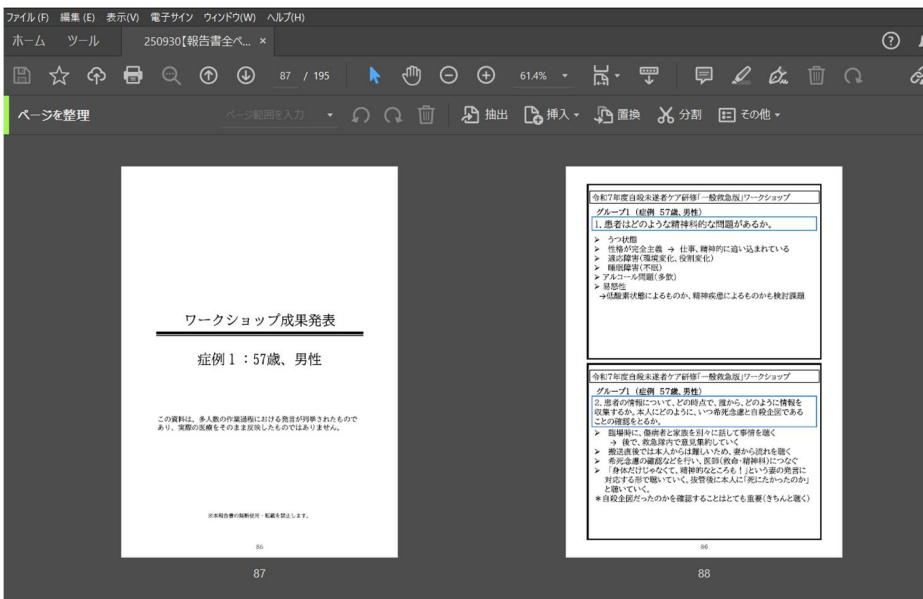 ファイル(F) 編集(E) 表示(V) 電子サイン ウィンドウ(W) ヘルプ(H)
ホーム ツール 250930【報告書全ペ... ×
87 / 195 61.4%
ページを整理 ページ範囲を入力 抽出 挿入 置換 分割 その他
ワークショップ成果発表
症例1：57歳、男性
この資料は、多人数の作業過程における発言が列挙されたもので
あり、実際の医療をそのまま反映したものではありません。
※本報告書の無断使用・転載を禁止します。
86
87
令和7年度自殺未遂者ケア研修「一般救急版」ワークショップ
グループ1（症例 57歳、男性）
1. 患者はどのような精神科的な問題があるか。
➢ うつ状態
➢ 性格が完全主義 → 仕事、精神的に追い込まれている
➢ 適応障害(環境変化、役割変化)
➢ 睡眠障害(不眠)
➢ アルコール問題(多飲)
➢ 易怒性
→低酸素状態によるものか、精神疾患によるものかも検討課題
令和7年度自殺未遂者ケア研修「一般救急版」ワークショップ
グループ1（症例 57歳、男性）
2. 患者の情報について、どの時点で、誰から、どのように情報を
収集するか。本人にどのように、いつ希死念慮と自殺企図である
ことの確認をとるか。
➢ 臨場時に、傷病者と家族を別々に話して事情を聴く
→ 後で、救急隊内で意見集約していく
➢ 搬送直後では本人からは難しいため、妻から流れを聴く
➢ 希死念慮の確認などを行い、医師(救命・精神科)につなぐ
➢ 「身体だけじゃなくて、精神的なところも！」という妻の発言に
対応する形で聴いていく、抜管後に本人に「死にたかったのか」
と聴いていく。
＊自殺企図だったのかを確認することはとても重要(きちんと聴く)
86
88